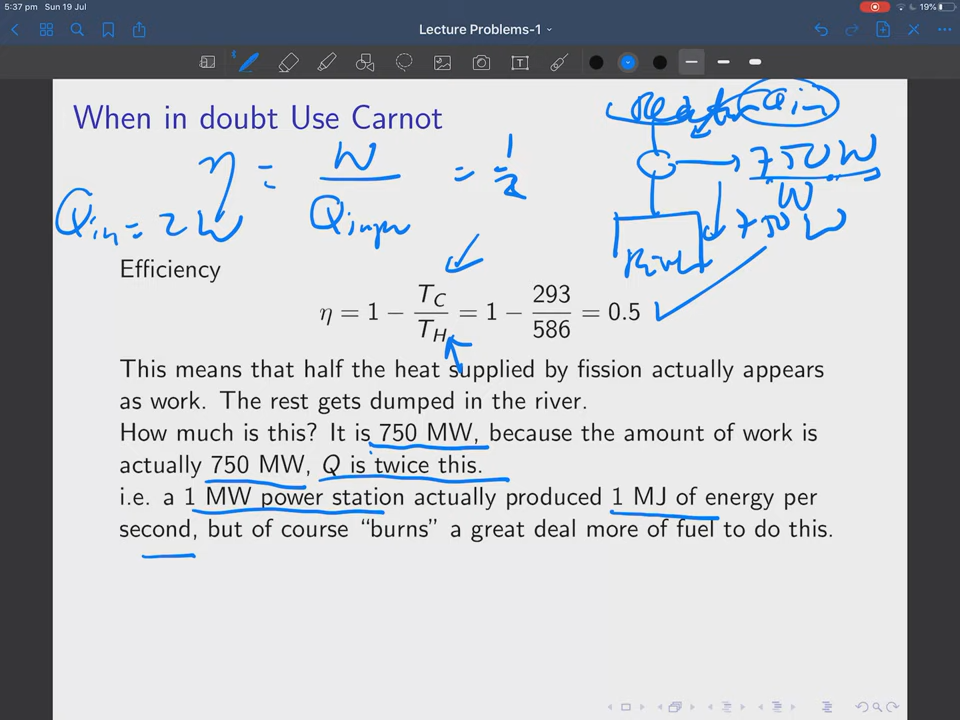 5:37 pm Sun 19 Jul
19%
Lecture Problems-1
When in doubt Use Carnot
Reactor Qin
η = W / Qinput = 1/2
750 W
W
Qin = 2W
750 W
River
Efficiency
η = 1 − T_C / T_H = 1 − 293 / 586 = 0.5
This means that half the heat supplied by fission actually appears
as work. The rest gets dumped in the river.
How much is this? It is 750 MW, because the amount of work is
actually 750 MW, Q is twice this.
i.e. a 1 MW power station actually produced 1 MJ of energy per
second, but of course “burns” a great deal more of fuel to do this.